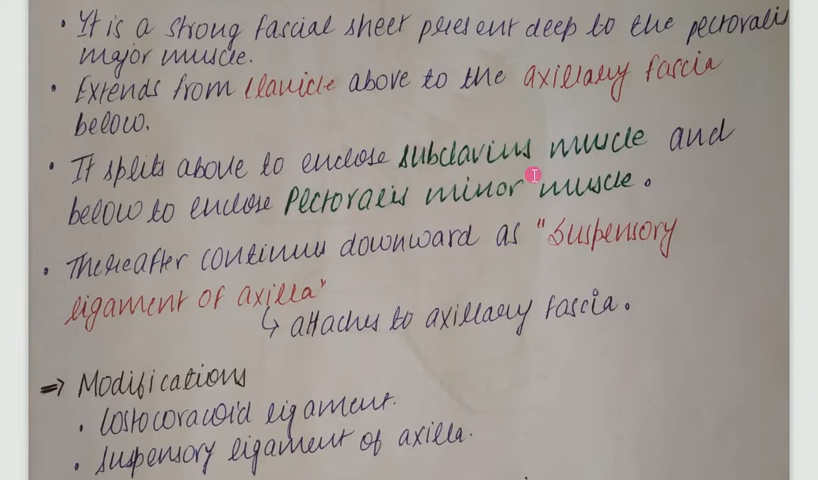 • It is a strong fascial sheet present deep to the pectoralis
major muscle.
• Extends from clavicle above to the axillary fascia
below.
• It splits above to enclose subclavius muscle and
below to enclose Pectoralis minor muscle.
• Thereafter continues downward as "Suspensory
ligament of axilla"
↳ attaches to axillary fascia.
⇒ Modifications
• Costocoracoid ligament.
• Suspensory ligament of axilla.